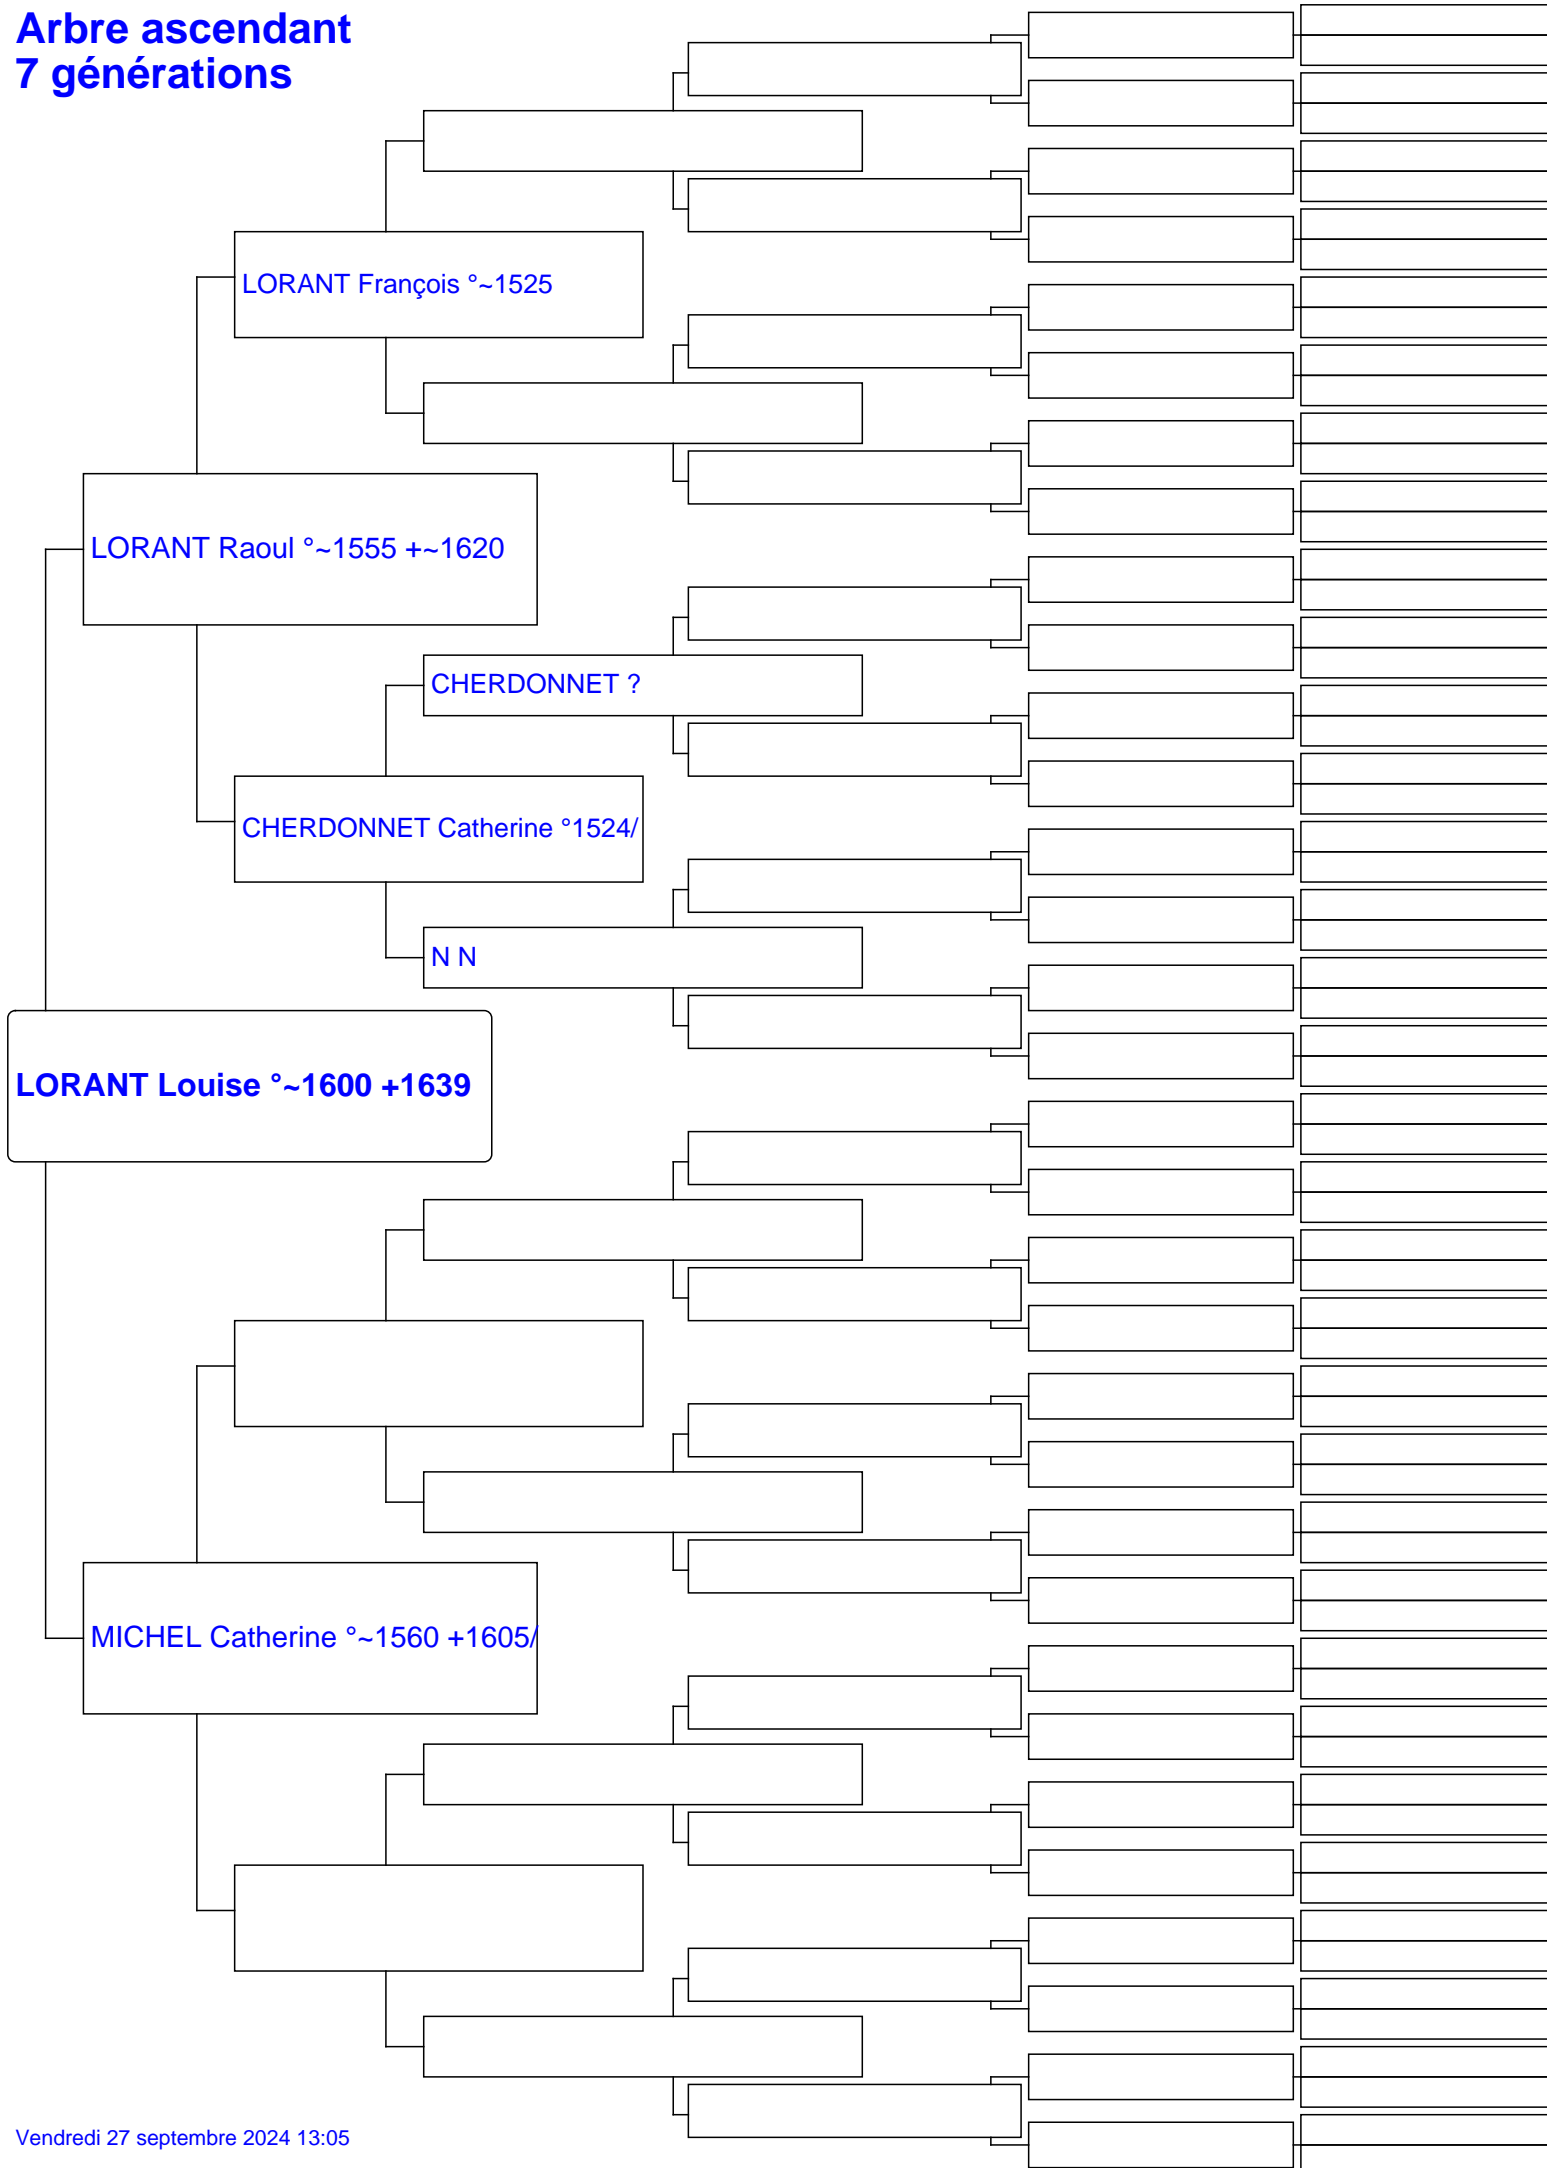 Arbre ascendant
7 générations
LORANT François °~1525
LORANT Raoul °~1555 +~1620
CHERDONNET ?
CHERDONNET Catherine °1524/
N N
LORANT Louise °~1600 +1639
MICHEL Catherine °~1560 +1605/
Vendredi 27 septembre 2024 13:05